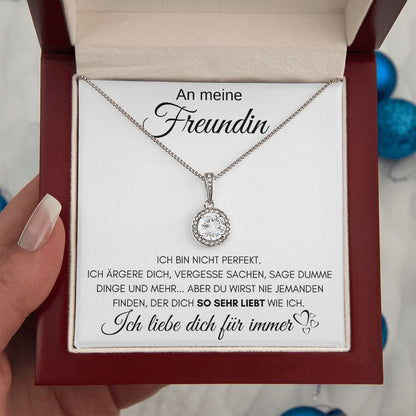 An meine
Freundin
ICH BIN NICHT PERFEKT.
ICH ÄRGERE DICH, VERGESSE SACHEN, SAGE DUMME
DINGE UND MEHR... ABER DU WIRST NIE JEMANDEN
FINDEN, DER DICH SO SEHR LIEBT WIE ICH.
Ich liebe dich für immer